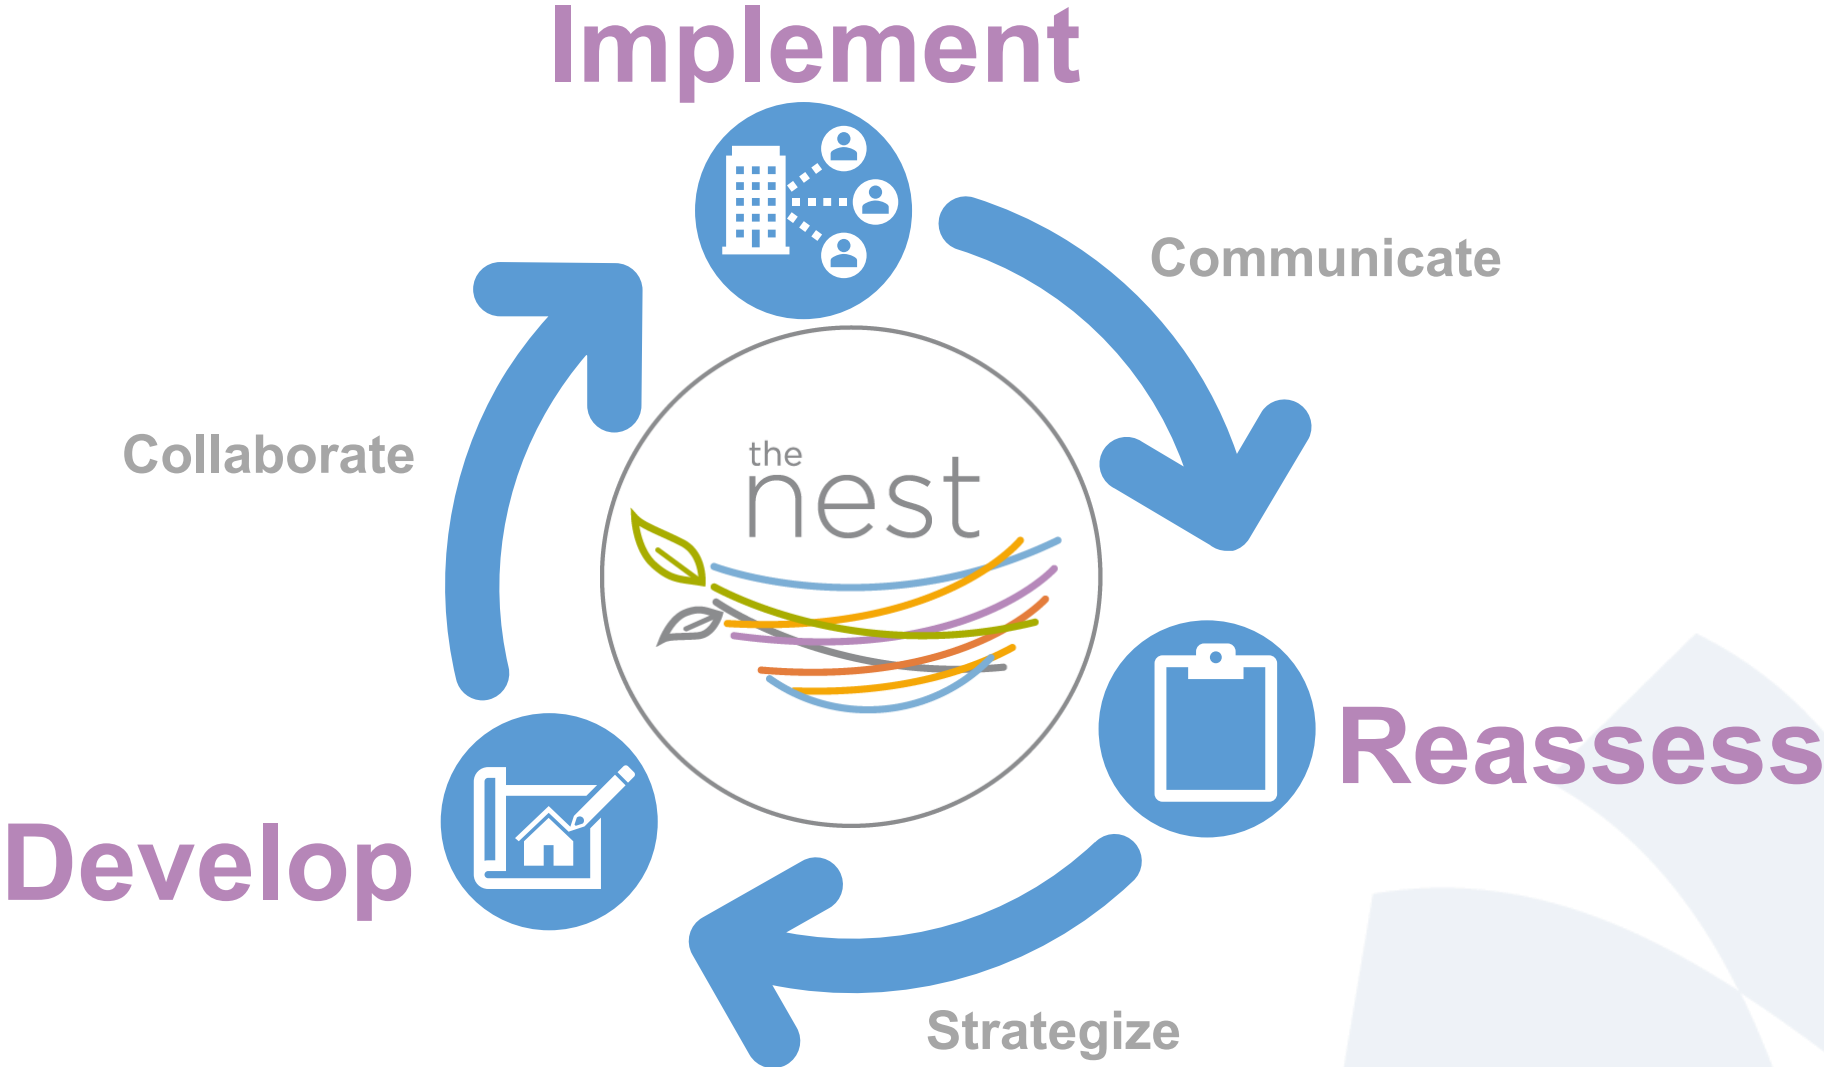 Implement
Communicate
Collaborate
the
nest
Reassess
Develop
Strategize